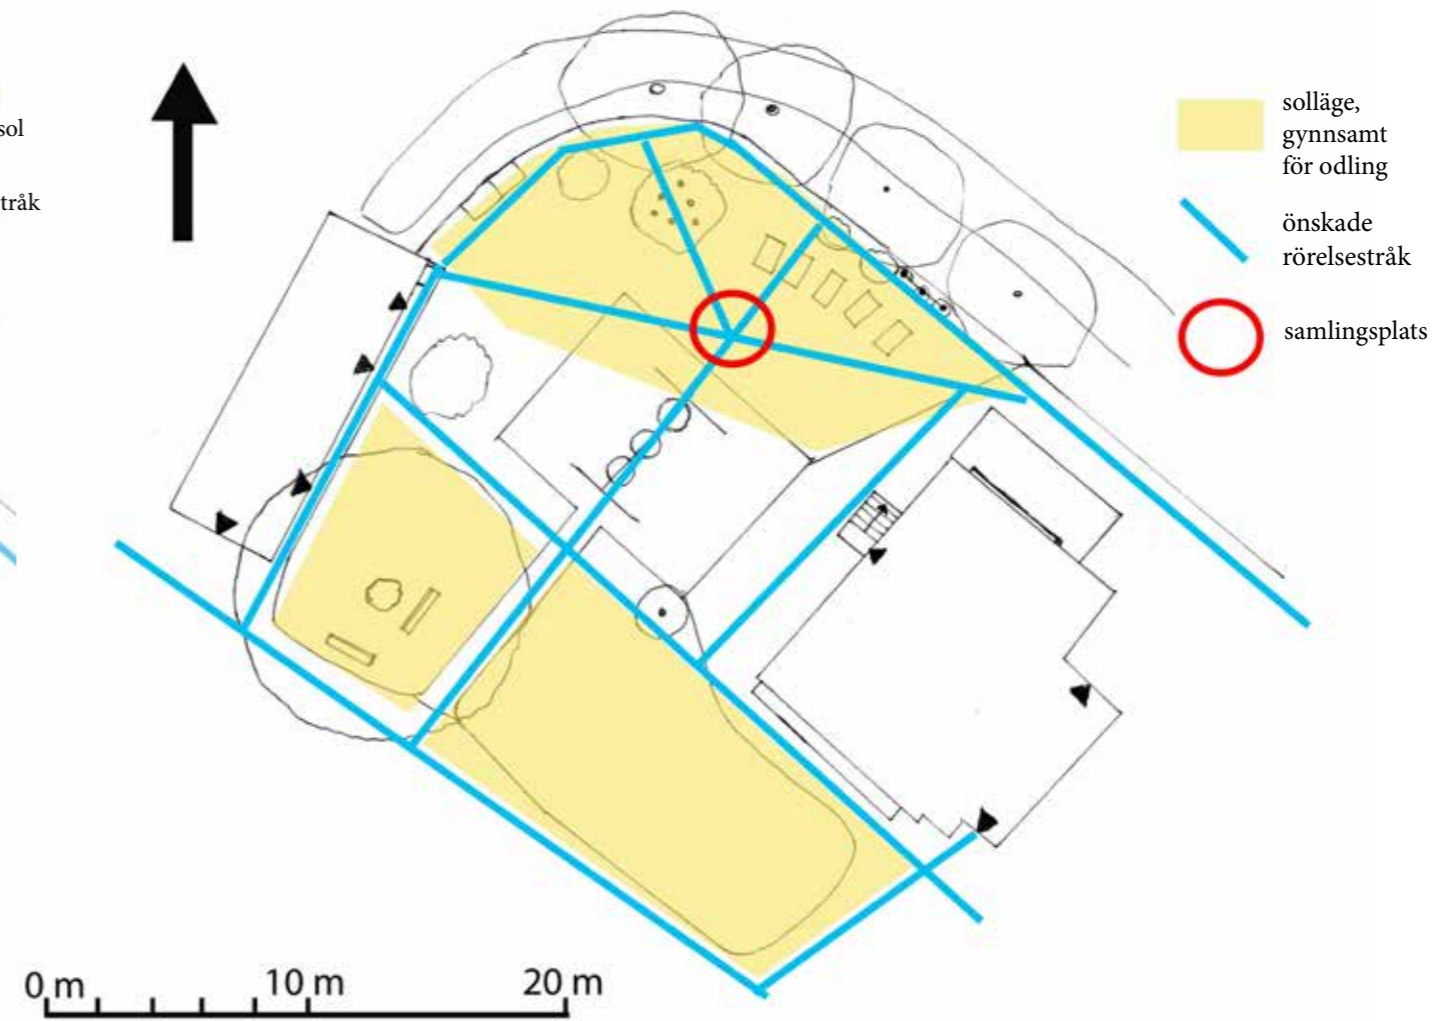 sol
tråk
solläge,
gynnsamt
för odling
önskade
rörelsestråk
samlingsplats
0 m 10 m 20 m